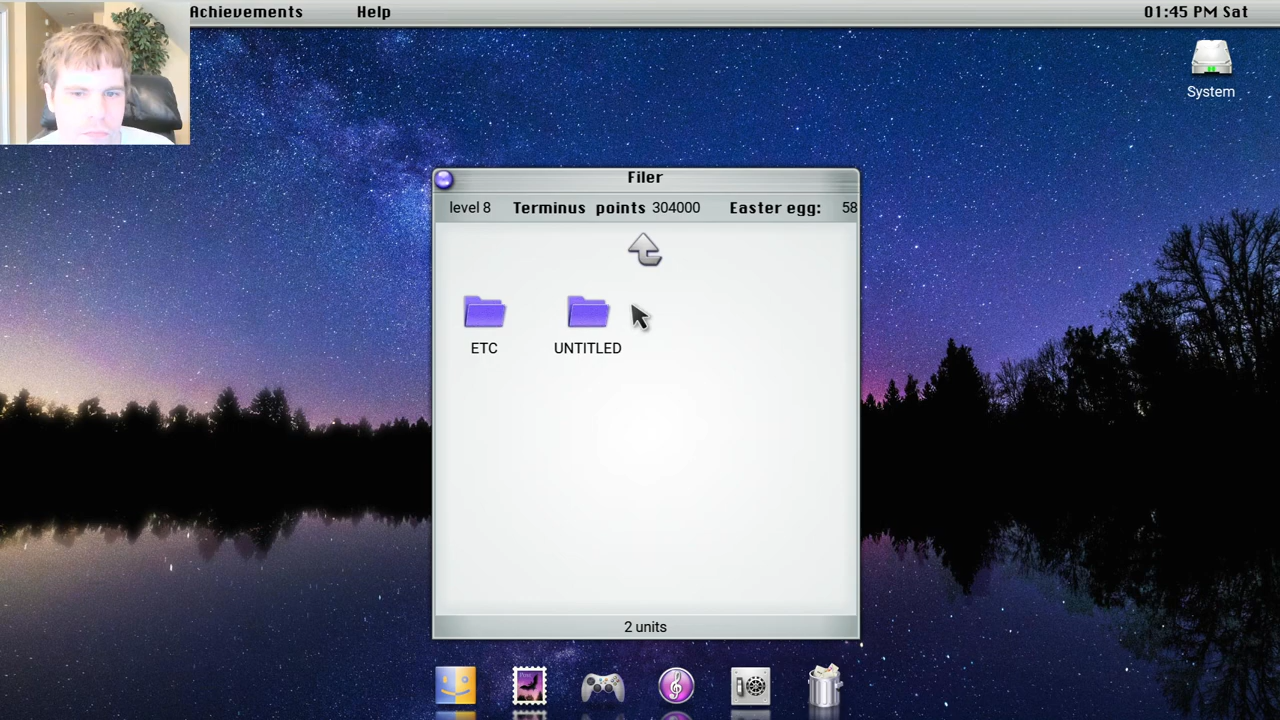 Achievements Help 01:45 PM Sat
System
Filer
level 8 Terminus points 304000 Easter egg: 58
ETC UNTITLED
2 units